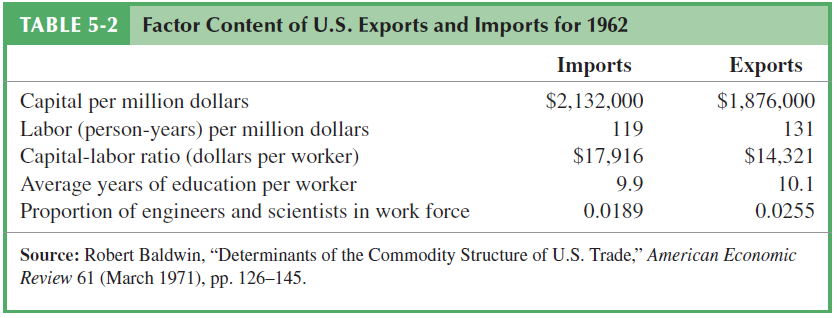 TABLE 5-2 Factor Content of U.S. Exports and Imports for 1962
Imports Exports
Capital per million dollars $2,132,000 $1,876,000
Labor (person-years) per million dollars 119 131
Capital-labor ratio (dollars per worker) $17,916 $14,321
Average years of education per worker 9.9 10.1
Proportion of engineers and scientists in work force 0.0189 0.0255
Source: Robert Baldwin, “Determinants of the Commodity Structure of U.S. Trade,” American Economic
Review 61 (March 1971), pp. 126–145.